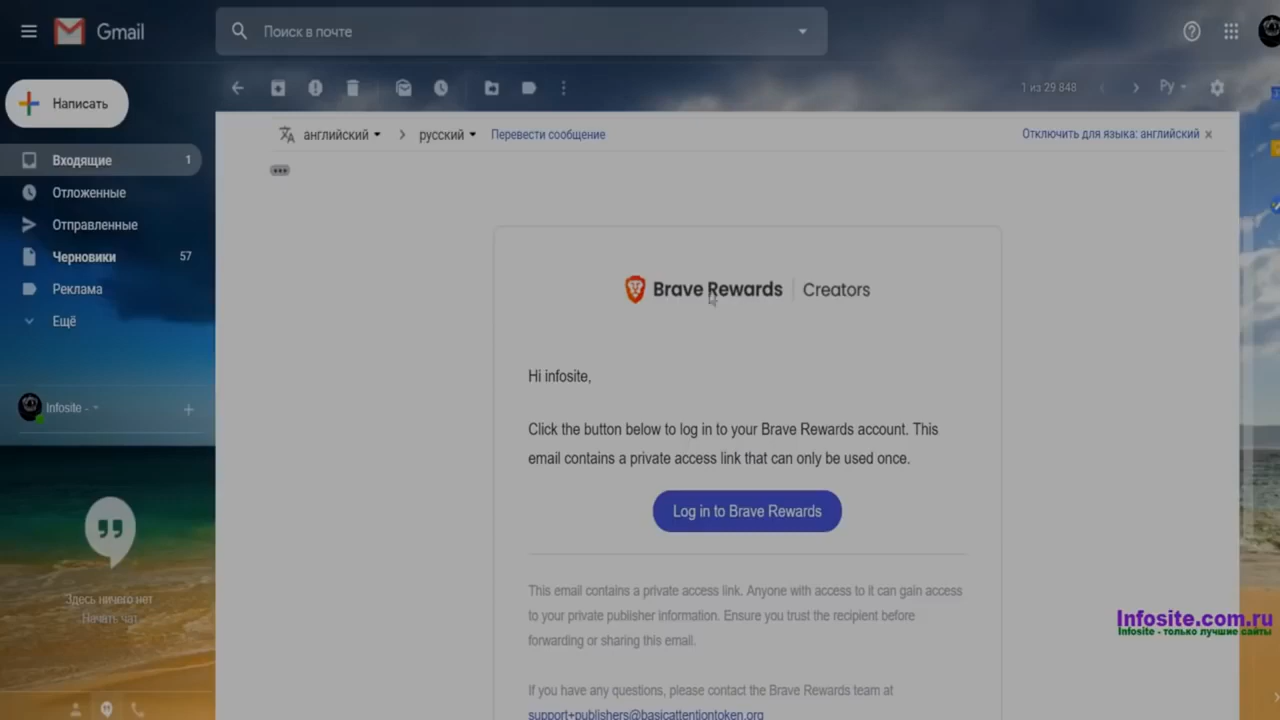 Gmail
Поиск в почте
Написать
1 из 29 848
Ру
английский
русский
Перевести сообщение
Отключить для языка: английский
Входящие
1
Отложенные
Отправленные
Черновики
57
Реклама
Ещё
Infosite -
Здесь ничего нет
Начать чат
Brave Rewards | Creators
Hi infosite,
Click the button below to log in to your Brave Rewards account. This
email contains a private access link that can only be used once.
Log in to Brave Rewards
This email contains a private access link. Anyone with access to it can gain access
to your private publisher information. Ensure you trust the recipient before
forwarding or sharing this email.
If you have any questions, please contact the Brave Rewards team at
support+publishers@basicattentiontoken.org
Infosite.com.ru
Infosite - только лучшие сайты